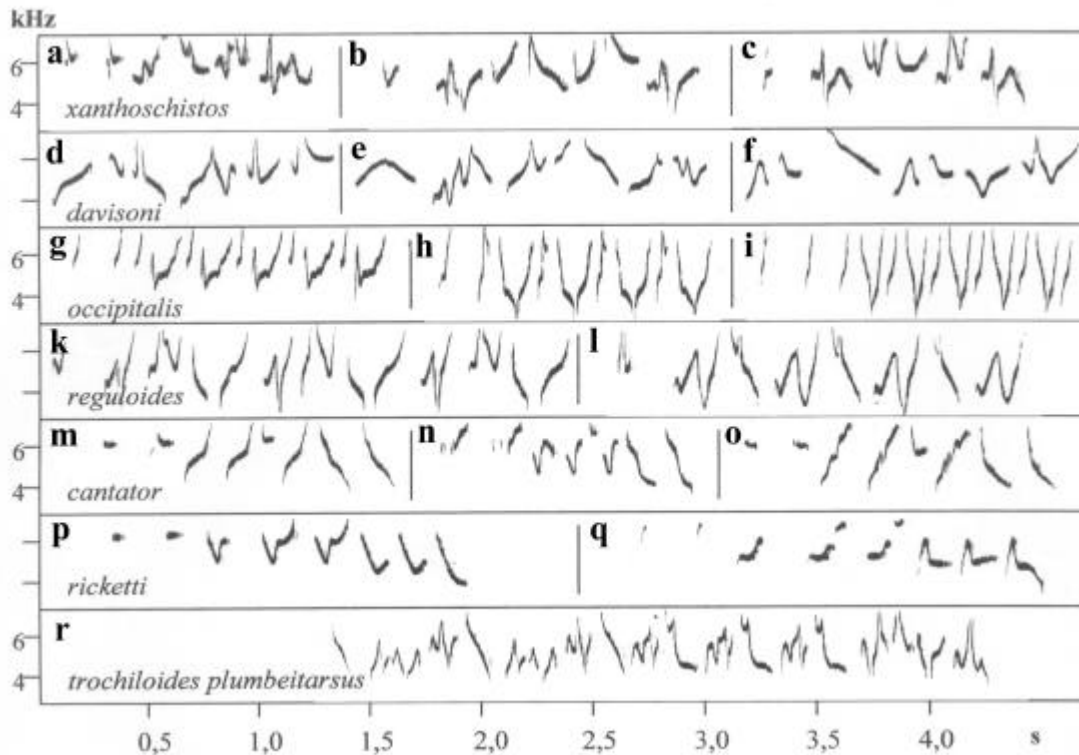 kHz
a b c
6
4 xanthoschistos
d e f
davisoni
g h i
6
4 occipitalis
k l
reguloides
m n o
6
4 cantator
p q
ricketti
r
6
4 trochiloides plumbeitarsus
0,5 1,0 1,5 2,0 2,5 3,0 3,5 4,0 s